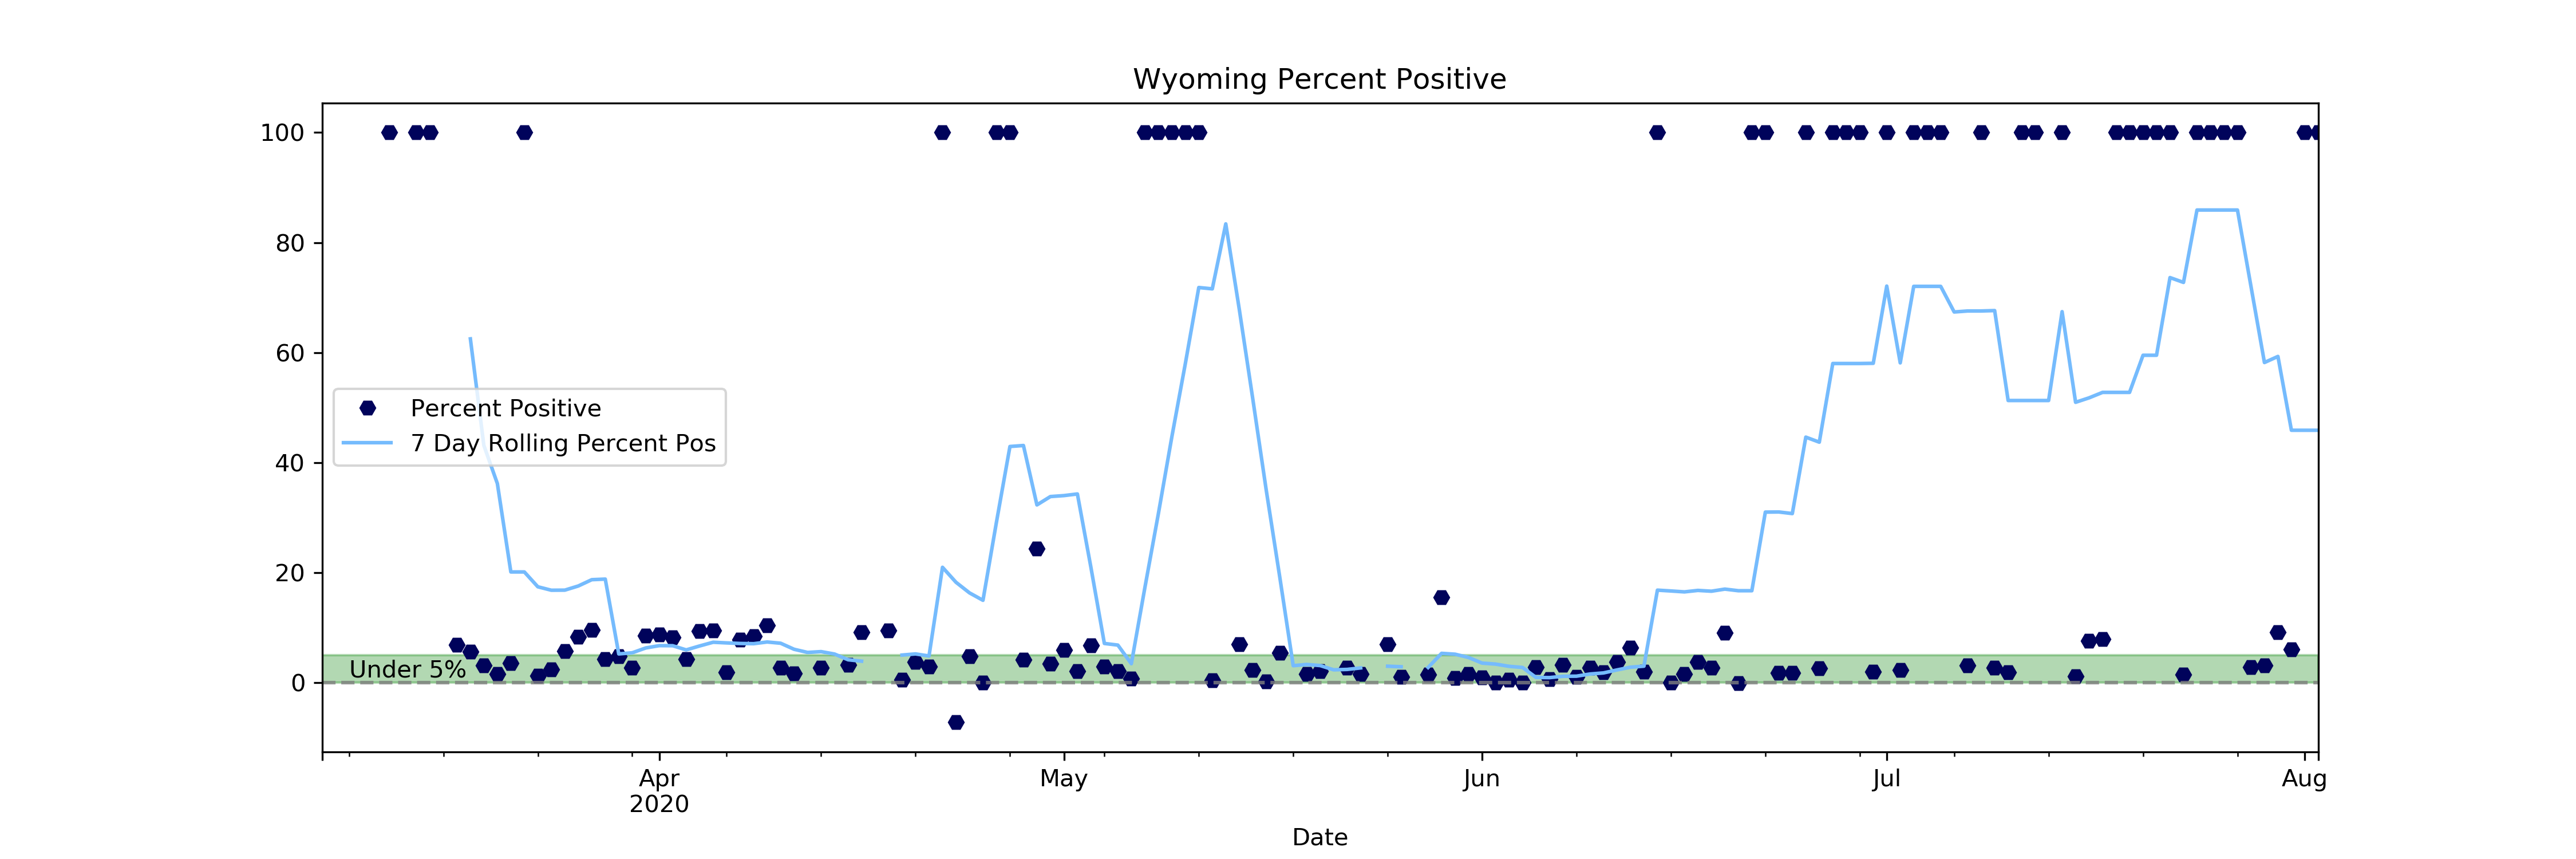 Wyoming Percent Positive
100
80
60
40
20
0
Percent Positive
7 Day Rolling Percent Pos
Under 5%
Apr
2020
May
Jun
Jul
Aug
Date